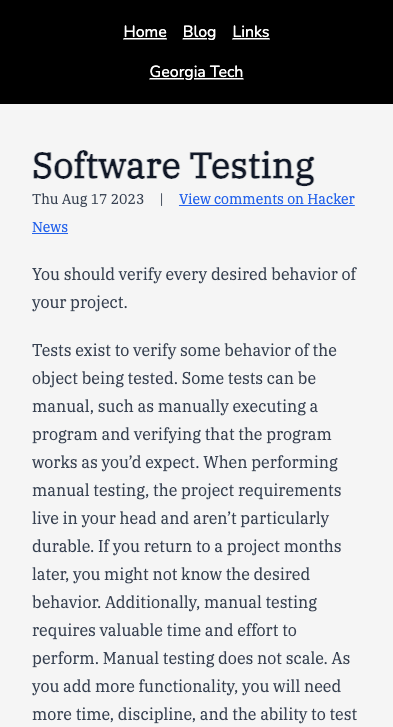 Home Blog Links
Georgia Tech
Software Testing
Thu Aug 17 2023 | View comments on Hacker
News
You should verify every desired behavior of
your project.
Tests exist to verify some behavior of the
object being tested. Some tests can be
manual, such as manually executing a
program and verifying that the program
works as you’d expect. When performing
manual testing, the project requirements
live in your head and aren’t particularly
durable. If you return to a project months
later, you might not know the desired
behavior. Additionally, manual testing
requires valuable time and effort to
perform. Manual testing does not scale. As
you add more functionality, you will need
more time, discipline, and the ability to test